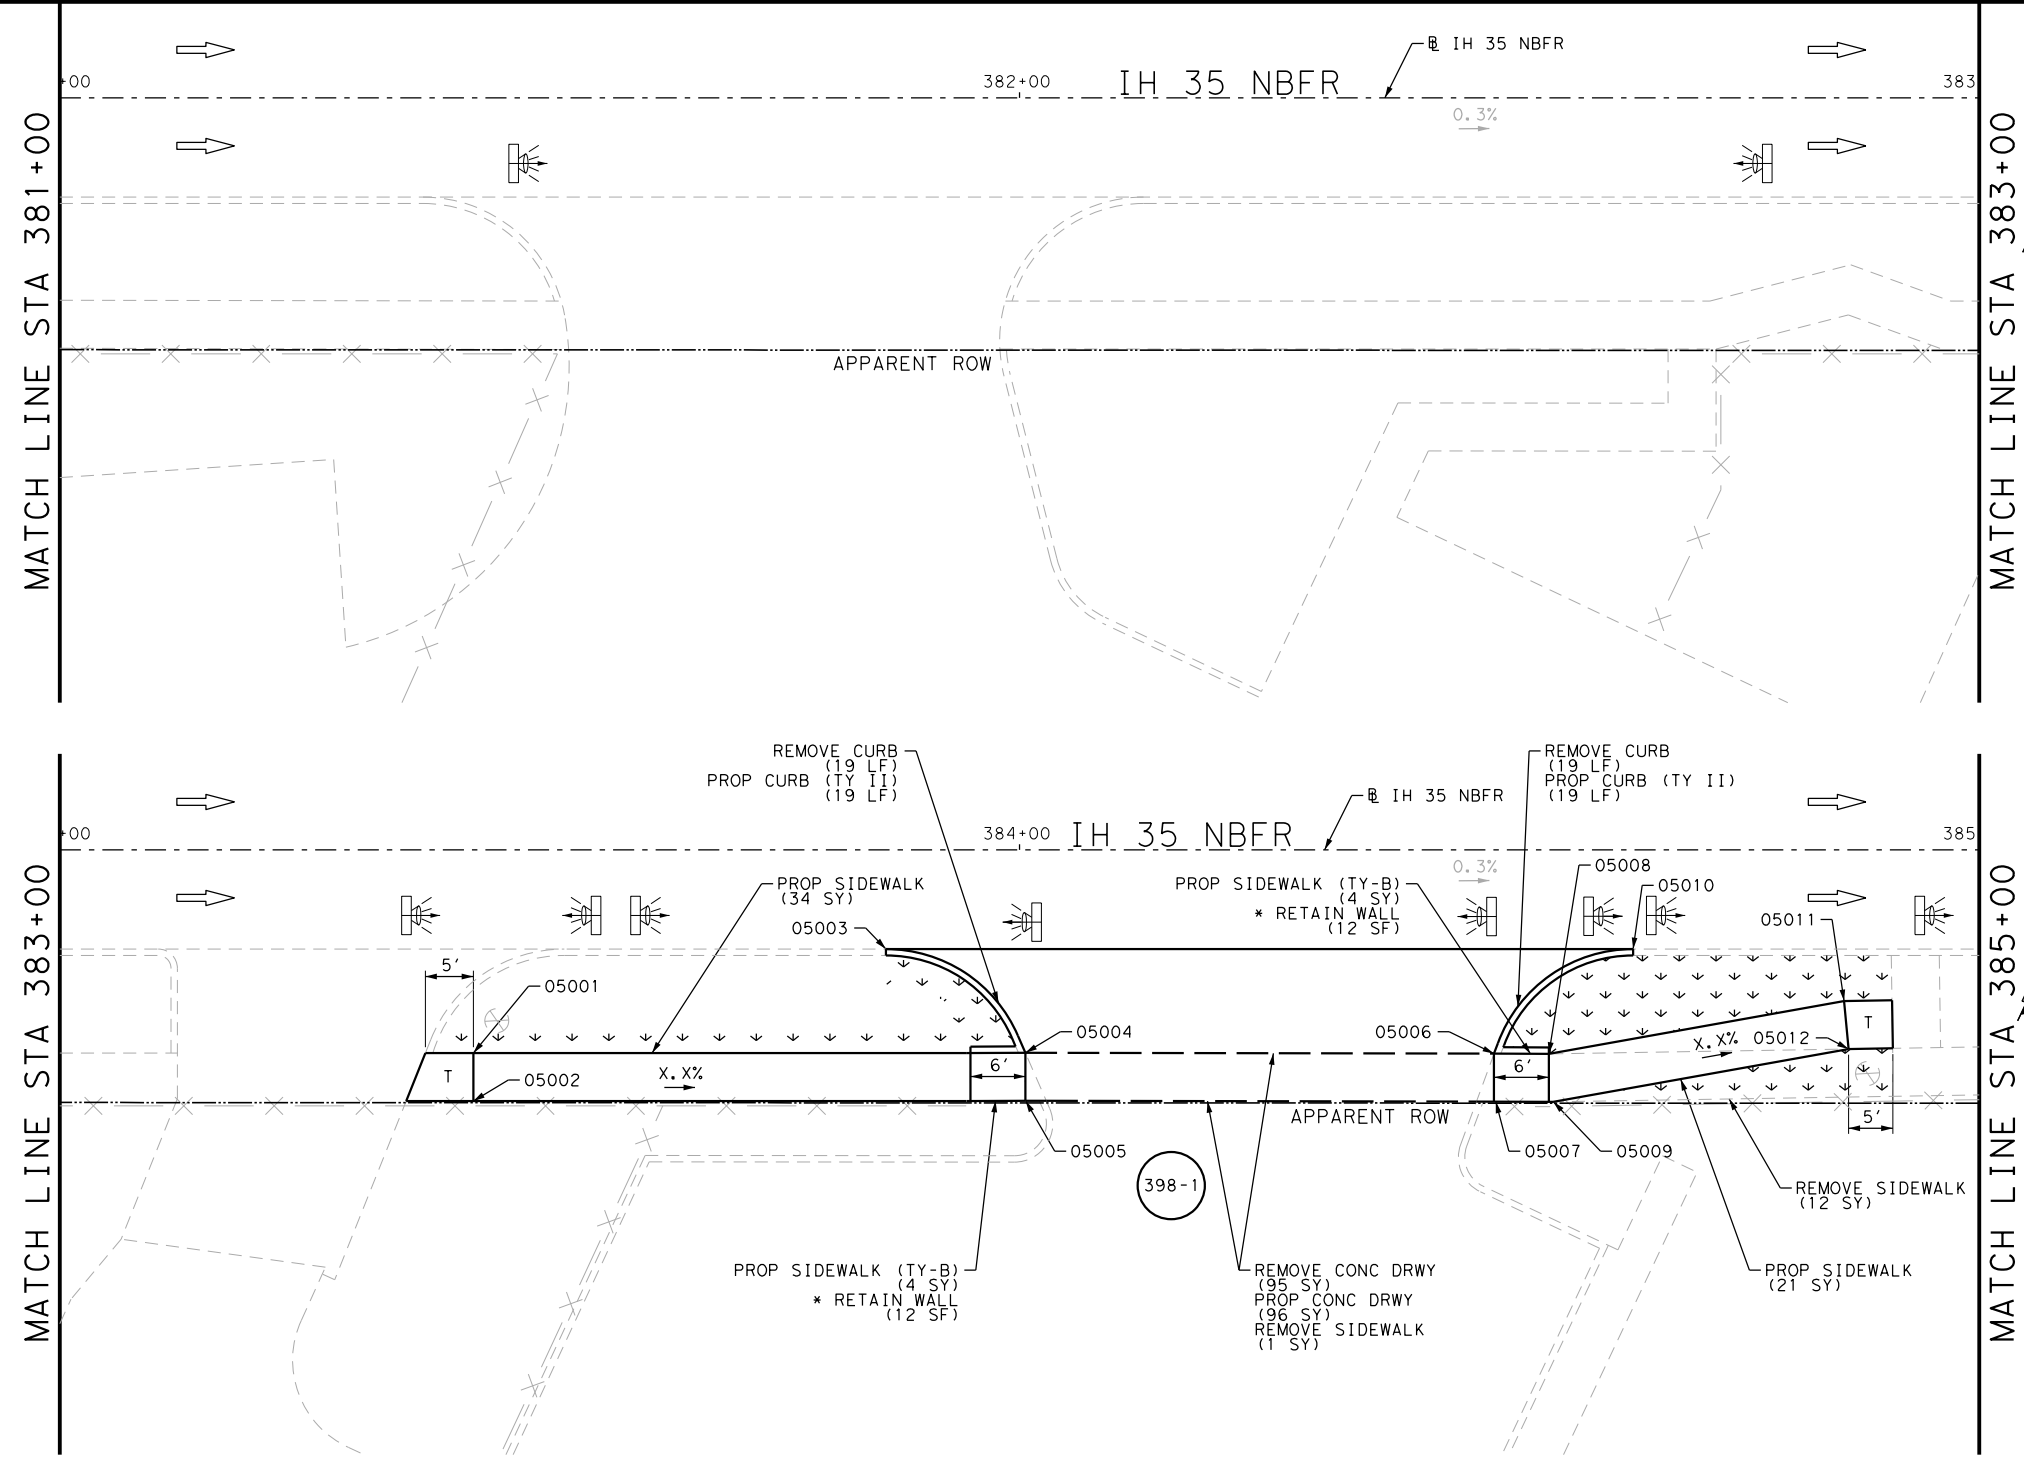 +00
382+00
IH 35 NBFR
IH 35 NBFR
383
0.3%
MATCH LINE STA 381+00
MATCH LINE STA 383+00
APPARENT ROW
REMOVE CURB
(19 LF)
PROP CURB (TY II)
(19 LF)
REMOVE CURB
(19 LF)
PROP CURB (TY II)
(19 LF)
+00
384+00
IH 35 NBFR
IH 35 NBFR
385
0.3%
PROP SIDEWALK
(34 SY)
PROP SIDEWALK (TY-B)
(4 SY)
* RETAIN WALL
(12 SF)
05008
05010
05003
05011
5'
05001
05004
05006
05002
X.X%
6'
6'
X.X%
05012
T
T
MATCH LINE STA 383+00
MATCH LINE STA 385+00
APPARENT ROW
5'
05005
05007
05009
398-1
REMOVE SIDEWALK
(12 SY)
PROP SIDEWALK (TY-B)
(4 SY)
* RETAIN WALL
(12 SF)
REMOVE CONC DRWY
(95 SY)
PROP CONC DRWY
(96 SY)
REMOVE SIDEWALK
(1 SY)
PROP SIDEWALK
(21 SY)